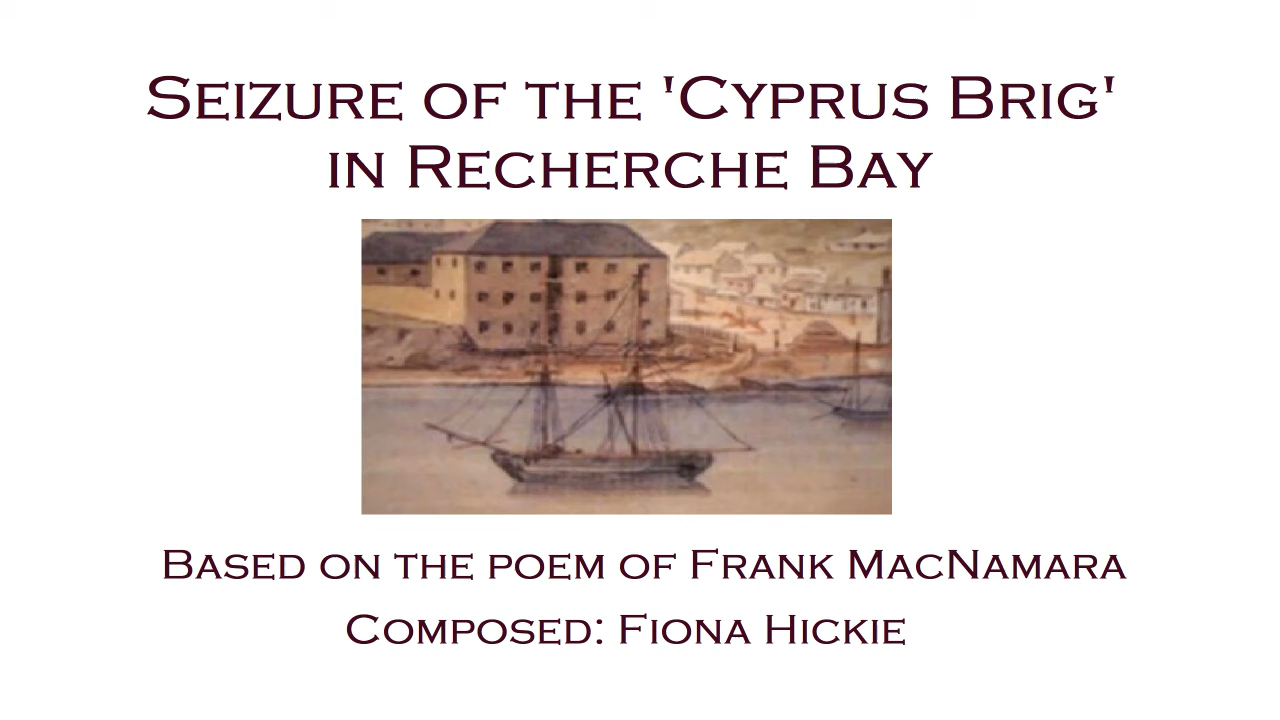 Seizure of the 'Cyprus Brig'
in Recherche Bay
Based on the poem of Frank MacNamara
Composed: Fiona Hickie